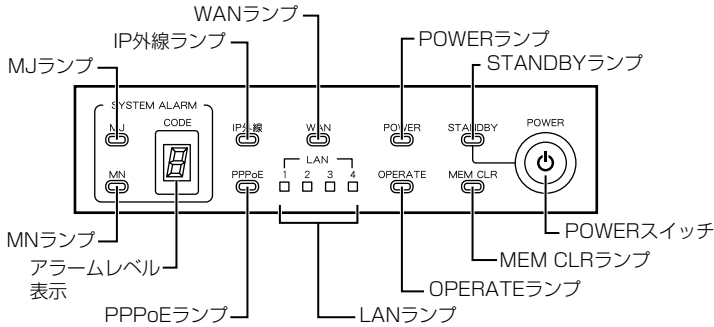 WANランプ
IP外線ランプ
POWERランプ
MJランプ
STANDBYランプ
SYSTEM ALARM
MJ
CODE
IP外線
WAN
POWER
STANDBY
POWER
LAN
MN
PPPoE
1 2 3 4
OPERATE
MEM CLR
MNランプ
POWERスイッチ
アラームレベル
表示
MEM CLRランプ
OPERATEランプ
PPPoEランプ
LANランプ